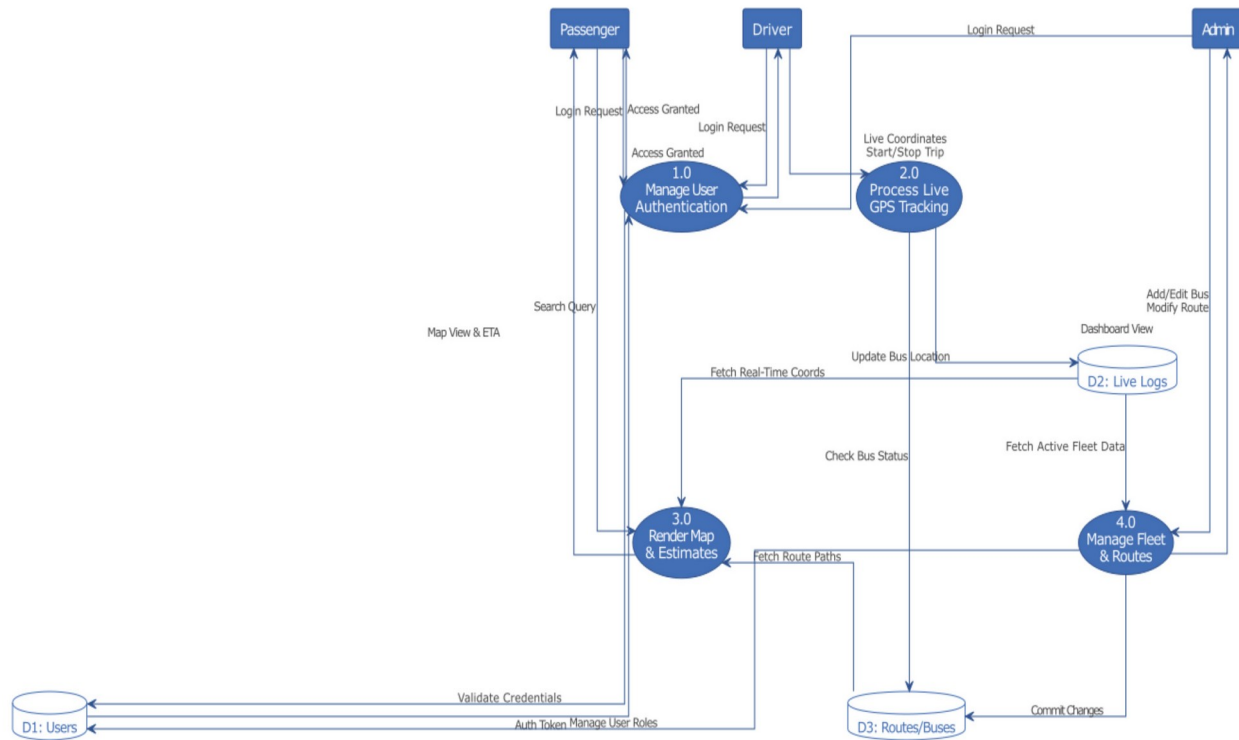 Passenger
Driver
Admin
Login Request
Login Request
Access Granted
Login Request
Access Granted
Live Coordinates
Start/Stop Trip
1.0
Manage User
Authentication
2.0
Process Live
GPS Tracking
Search Query
Map View & ETA
Add/Edit Bus
Modify Route
Dashboard View
Update Bus Location
Fetch Real-Time Coords
D2: Live Logs
Check Bus Status
Fetch Active Fleet Data
3.0
Render Map
& Estimates
4.0
Manage Fleet
& Routes
Fetch Route Paths
Validate Credentials
Auth Token
Manage User Roles
Commit Changes
D1: Users
D3: Routes/Buses